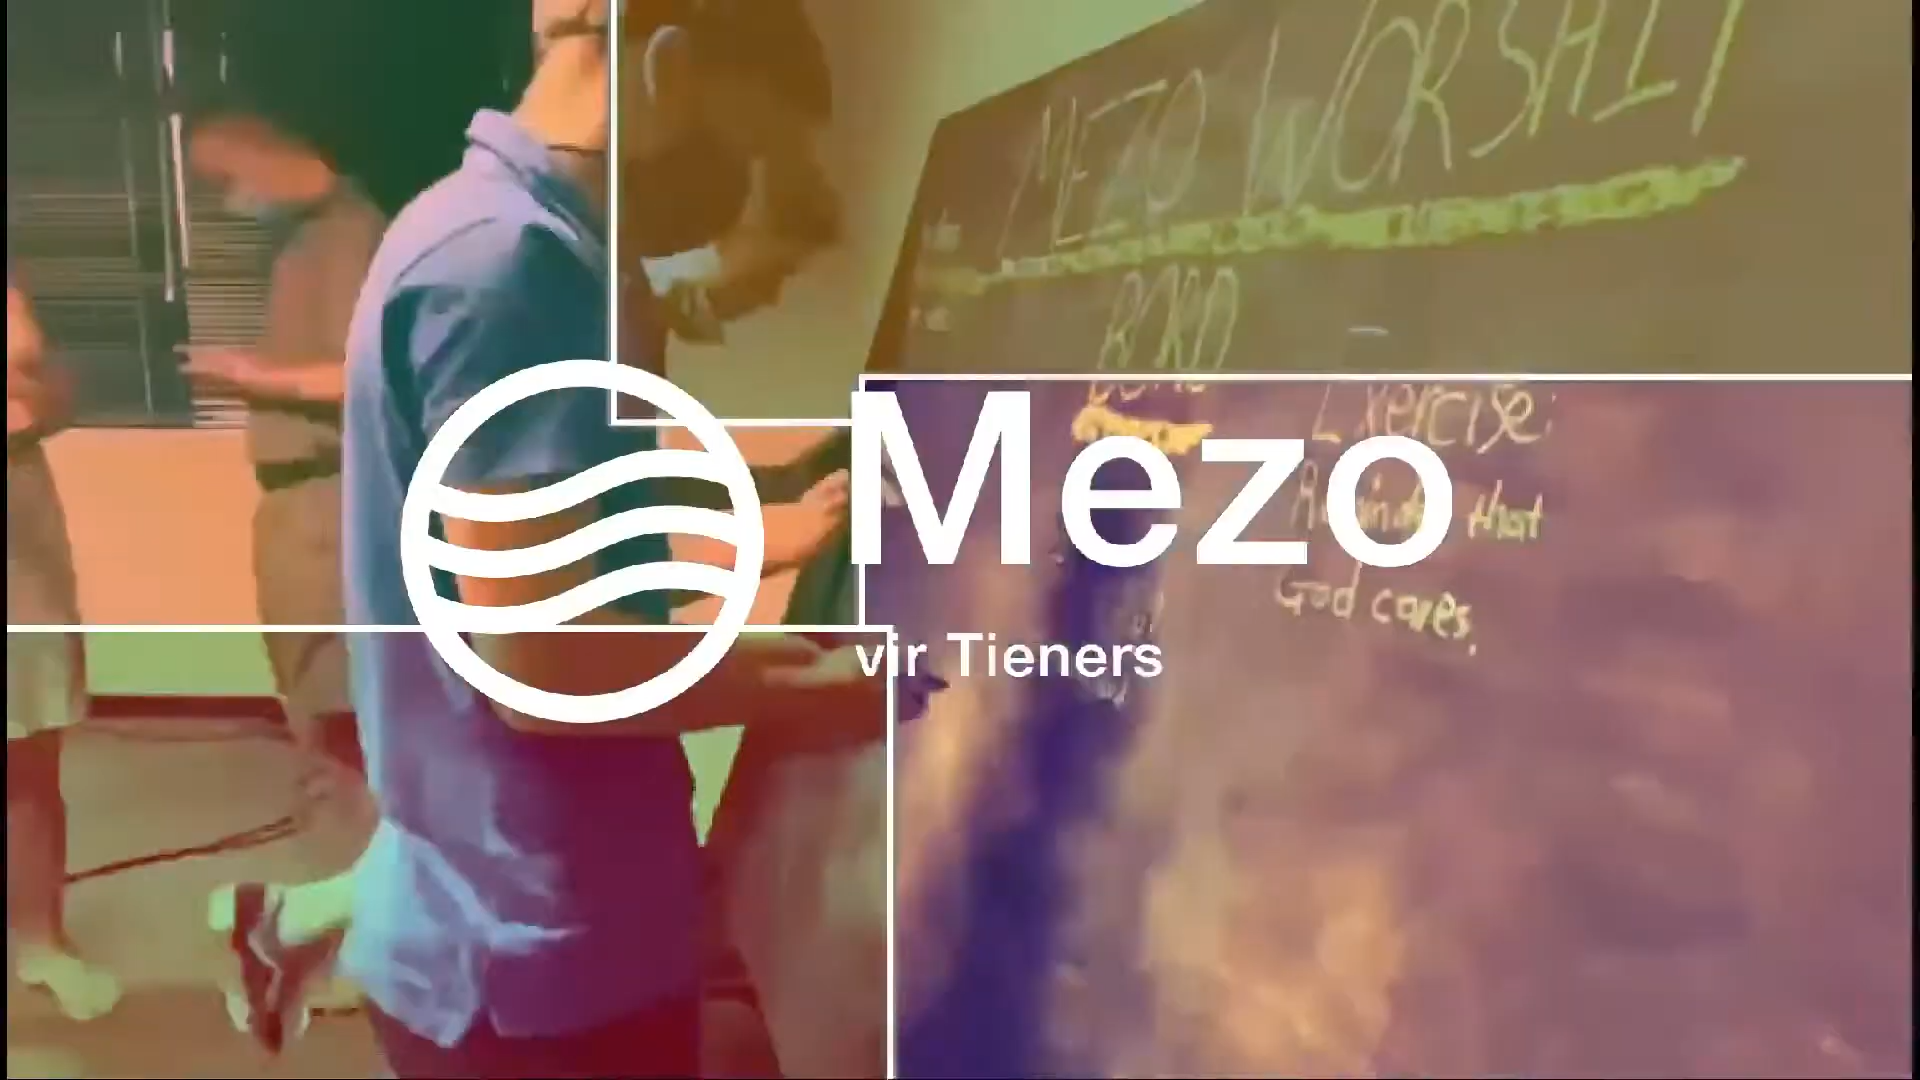 MEZO WORSHIP
BORD
Exercise:
that
God cares.
Mezo
vir Tieners